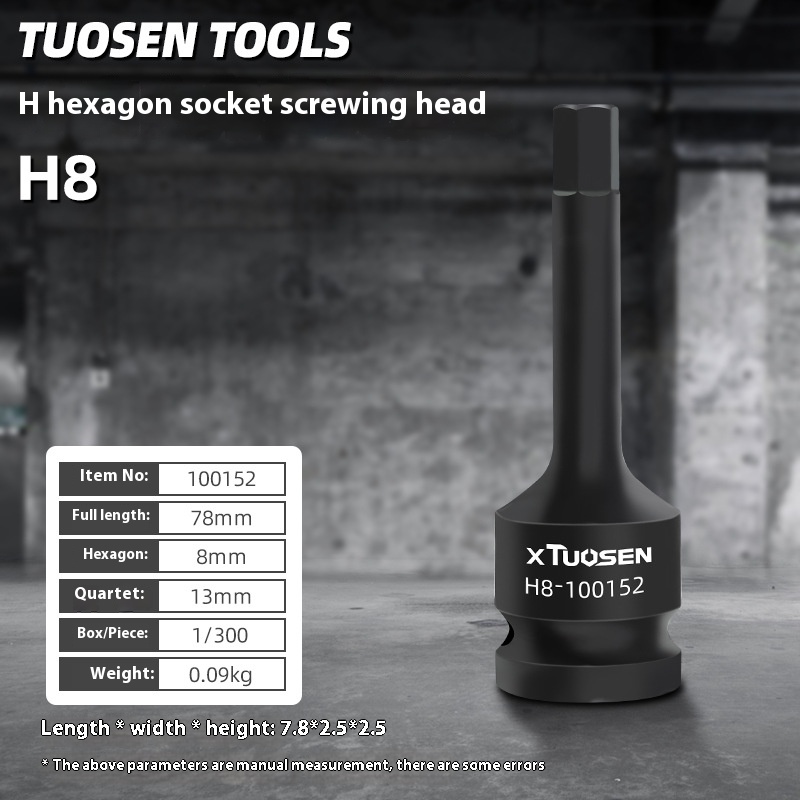 TUOSEN TOOLS
H hexagon socket screwing head
H8
Item No: 100152
Full length: 78mm
Hexagon: 8mm
Quartet: 13mm
Box/Piece: 1/300
Weight: 0.09kg
XTUOSEN
H8-100152
Length * width * height: 7.8*2.5*2.5
* The above parameters are manual measurement, there are some errors